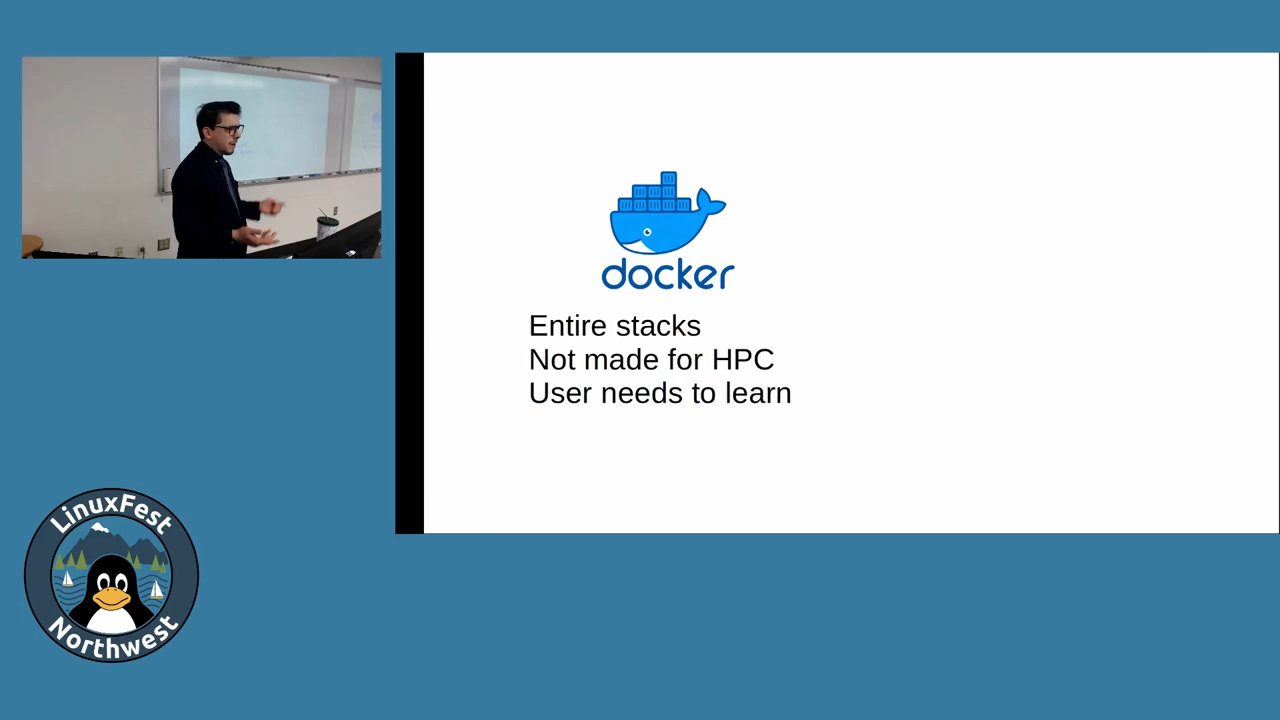 docker
Entire stacks
Not made for HPC
User needs to learn
LinuxFest
Northwest